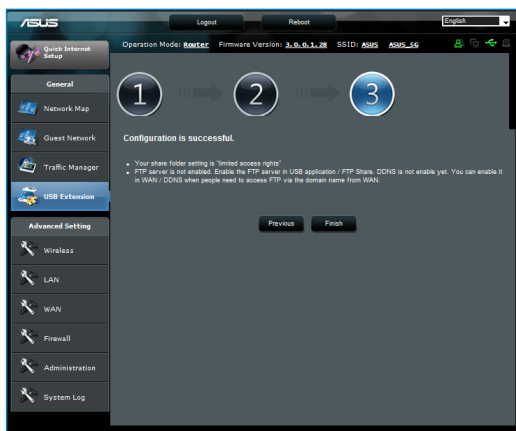 ASUS
Logout
Reboot
English
Quick Internet Setup
Operation Mode: Router Firmware Version: 3.0.0.1.28 SSID: ASUS ASUS_5G
General
Network Map
Guest Network
Traffic Manager
USB Extension
Advanced Setting
Wireless
LAN
WAN
Firewall
Administration
System Log
1
2
3
Configuration is successful.
Your share folder setting is "limited access rights"
FTP server is not enabled. Enable the FTP server in USB application / FTP Share. DDNS is not enable yet. You can enable it
in WAN / DDNS when people need to access FTP via the domain name from WAN.
Previous
Finish